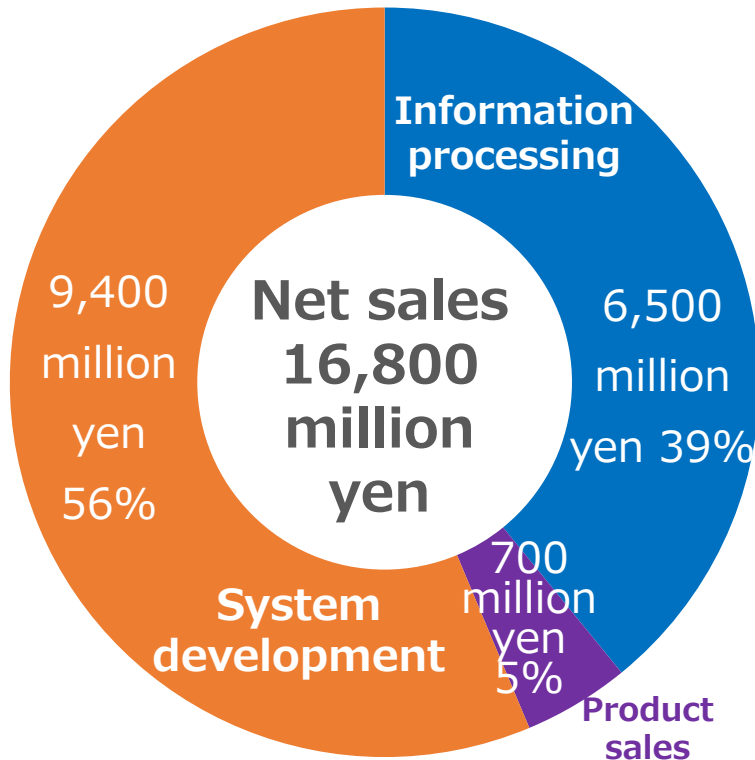 Information
processing
6,500
million
yen 39%
700
million
yen
5%
Product
sales
System
development
9,400
million
yen
56%
Net sales
16,800
million
yen